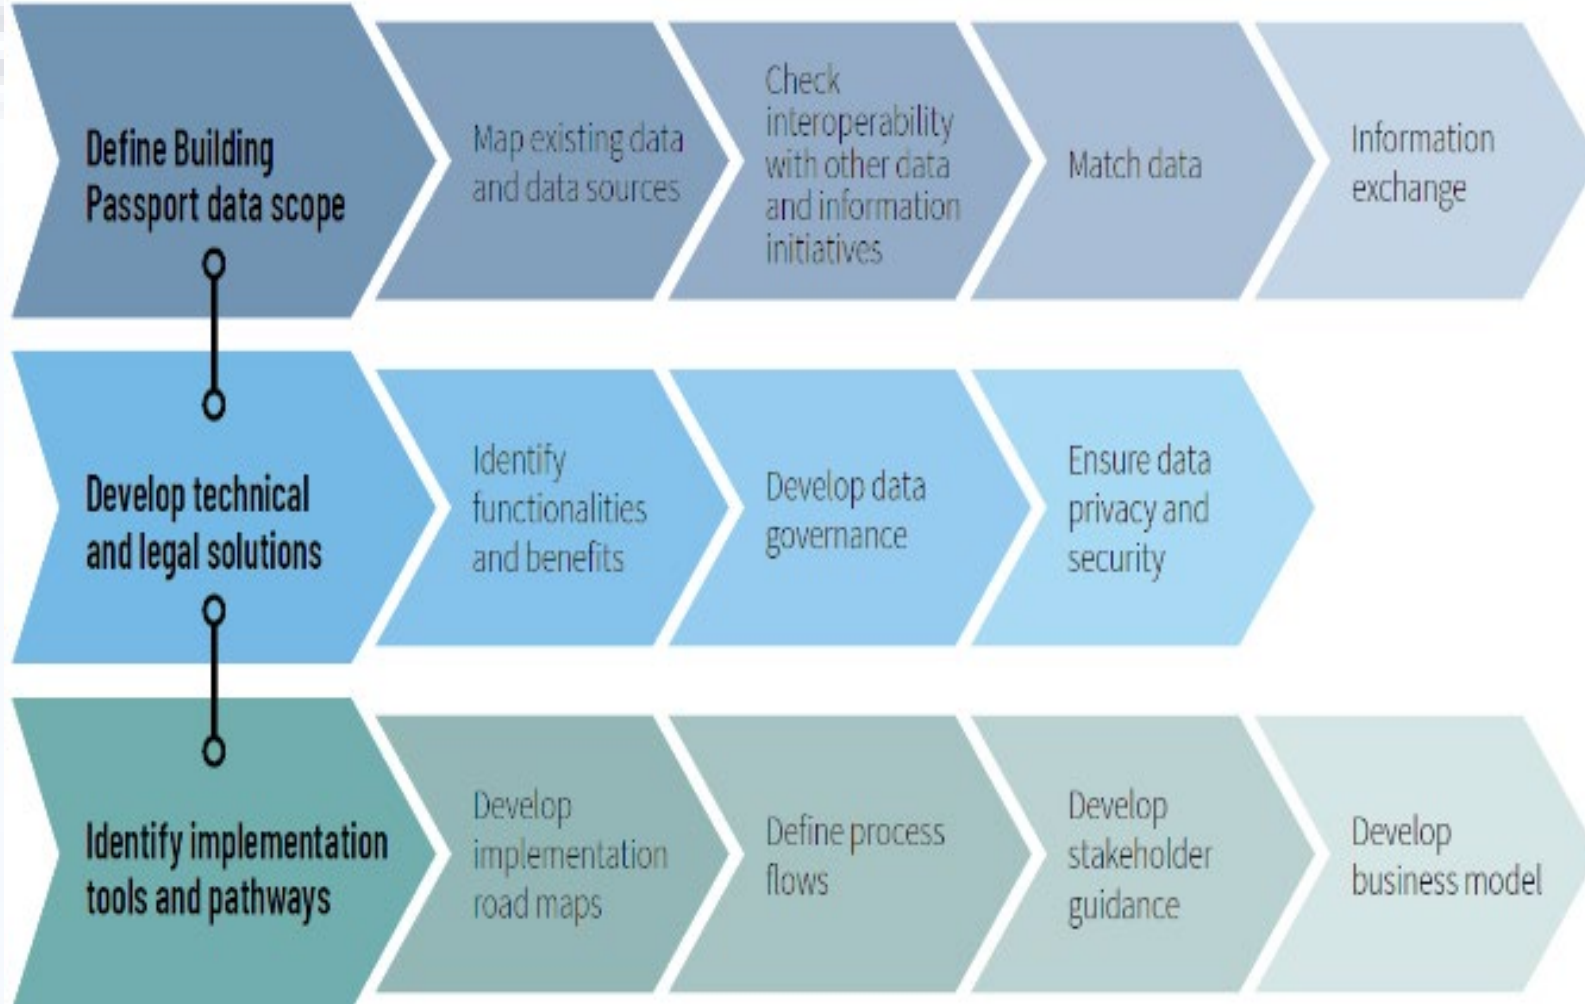 Define Building
Passport data scope
Map existing data
and data sources
Check
interoperability
with other data
and information
initiatives
Match data
Information
exchange
Develop technical
and legal solutions
Identify
functionalities
and benefits
Develop data
governance
Ensure data
privacy and
security
Identify implementation
tools and pathways
Develop
implementation
road maps
Define process
flows
Develop
stakeholder
guidance
Develop
business model